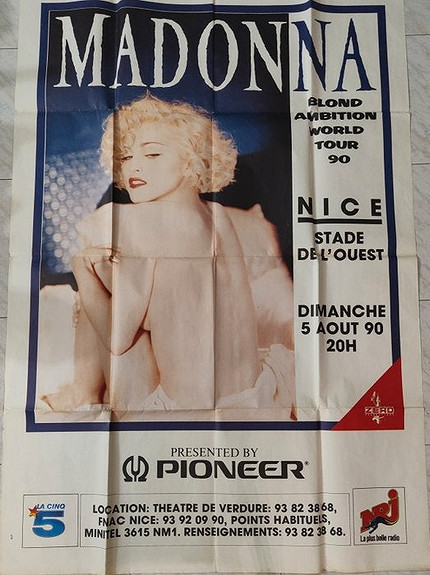 MADONNA
BLOND
AMBITION
WORLD
TOUR
90
NICE
STADE
DE L'OUEST
DIMANCHE
5 AOUT 90
20H
ZERO
PRESENTED BY
PIONEER®
LA CINQ
5
LOCATION: THEATRE DE VERDURE: 93 82 38 68,
FNAC NICE: 93 92 09 90, POINTS HABITUELS,
MINITEL 3615 NM1. RENSEIGNEMENTS: 93 82 38 68.
NRJ
La plus belle radio